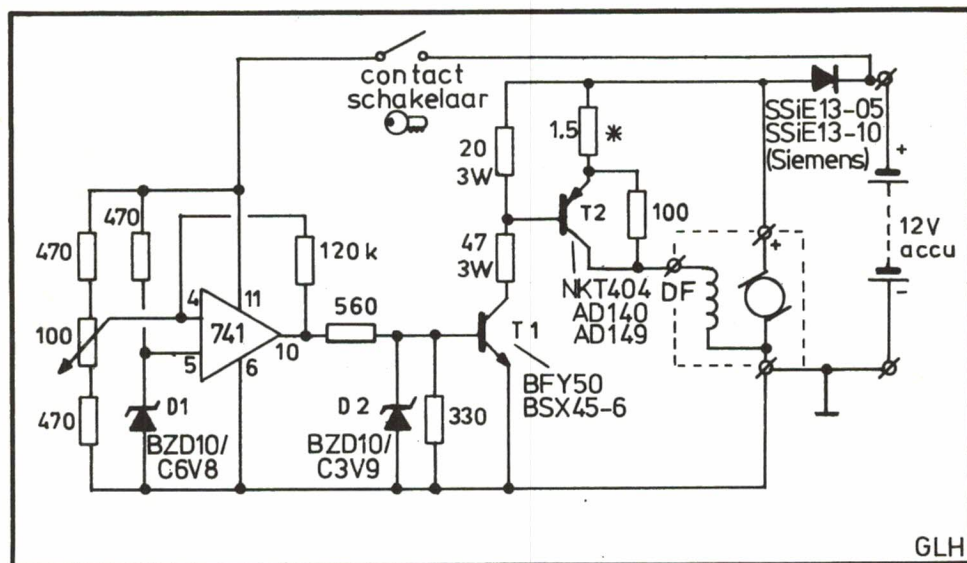 contact
schakelaar
SSiE13-05
SSiE13-10
(Siemens)
1.5 *
20
3W
T2
100
+
12V
accu
-
470
470
120 k
47
3W
+
NKT404
AD140
AD149
DF
4
11
741
10
5
6
560
100
T1
BFY50
BSX45-6
470
D1
BZD10/
C6V8
D2
BZD10/
C3V9
330
GLH